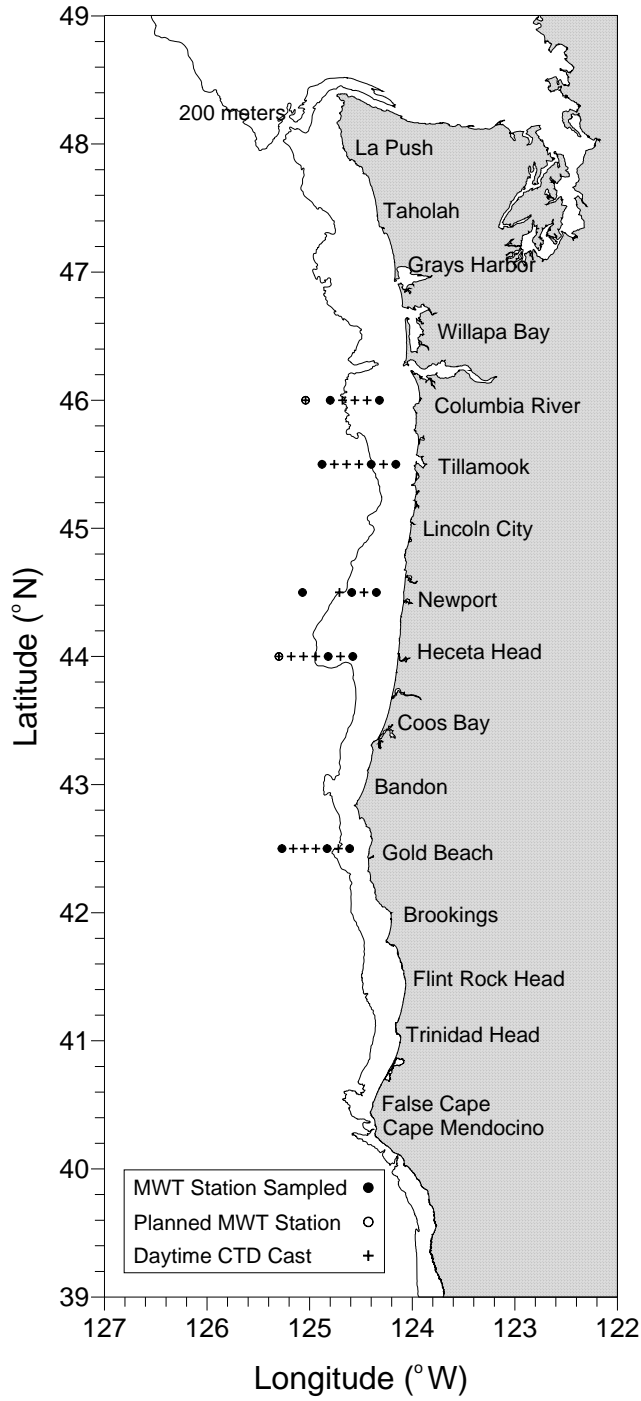 49
200 meters
48
La Push
Taholah
47
Grays Harbor
Willapa Bay
46
Columbia River
Tillamook
45
Lincoln City
Newport
44
Heceta Head
Coos Bay
43
Bandon
Gold Beach
42
Brookings
Flint Rock Head
41
Trinidad Head
False Cape
Cape Mendocino
40
MWT Station Sampled
Planned MWT Station
Daytime CTD Cast
39
127 126 125 124 123 122
Latitude (°N)
Longitude (°W)